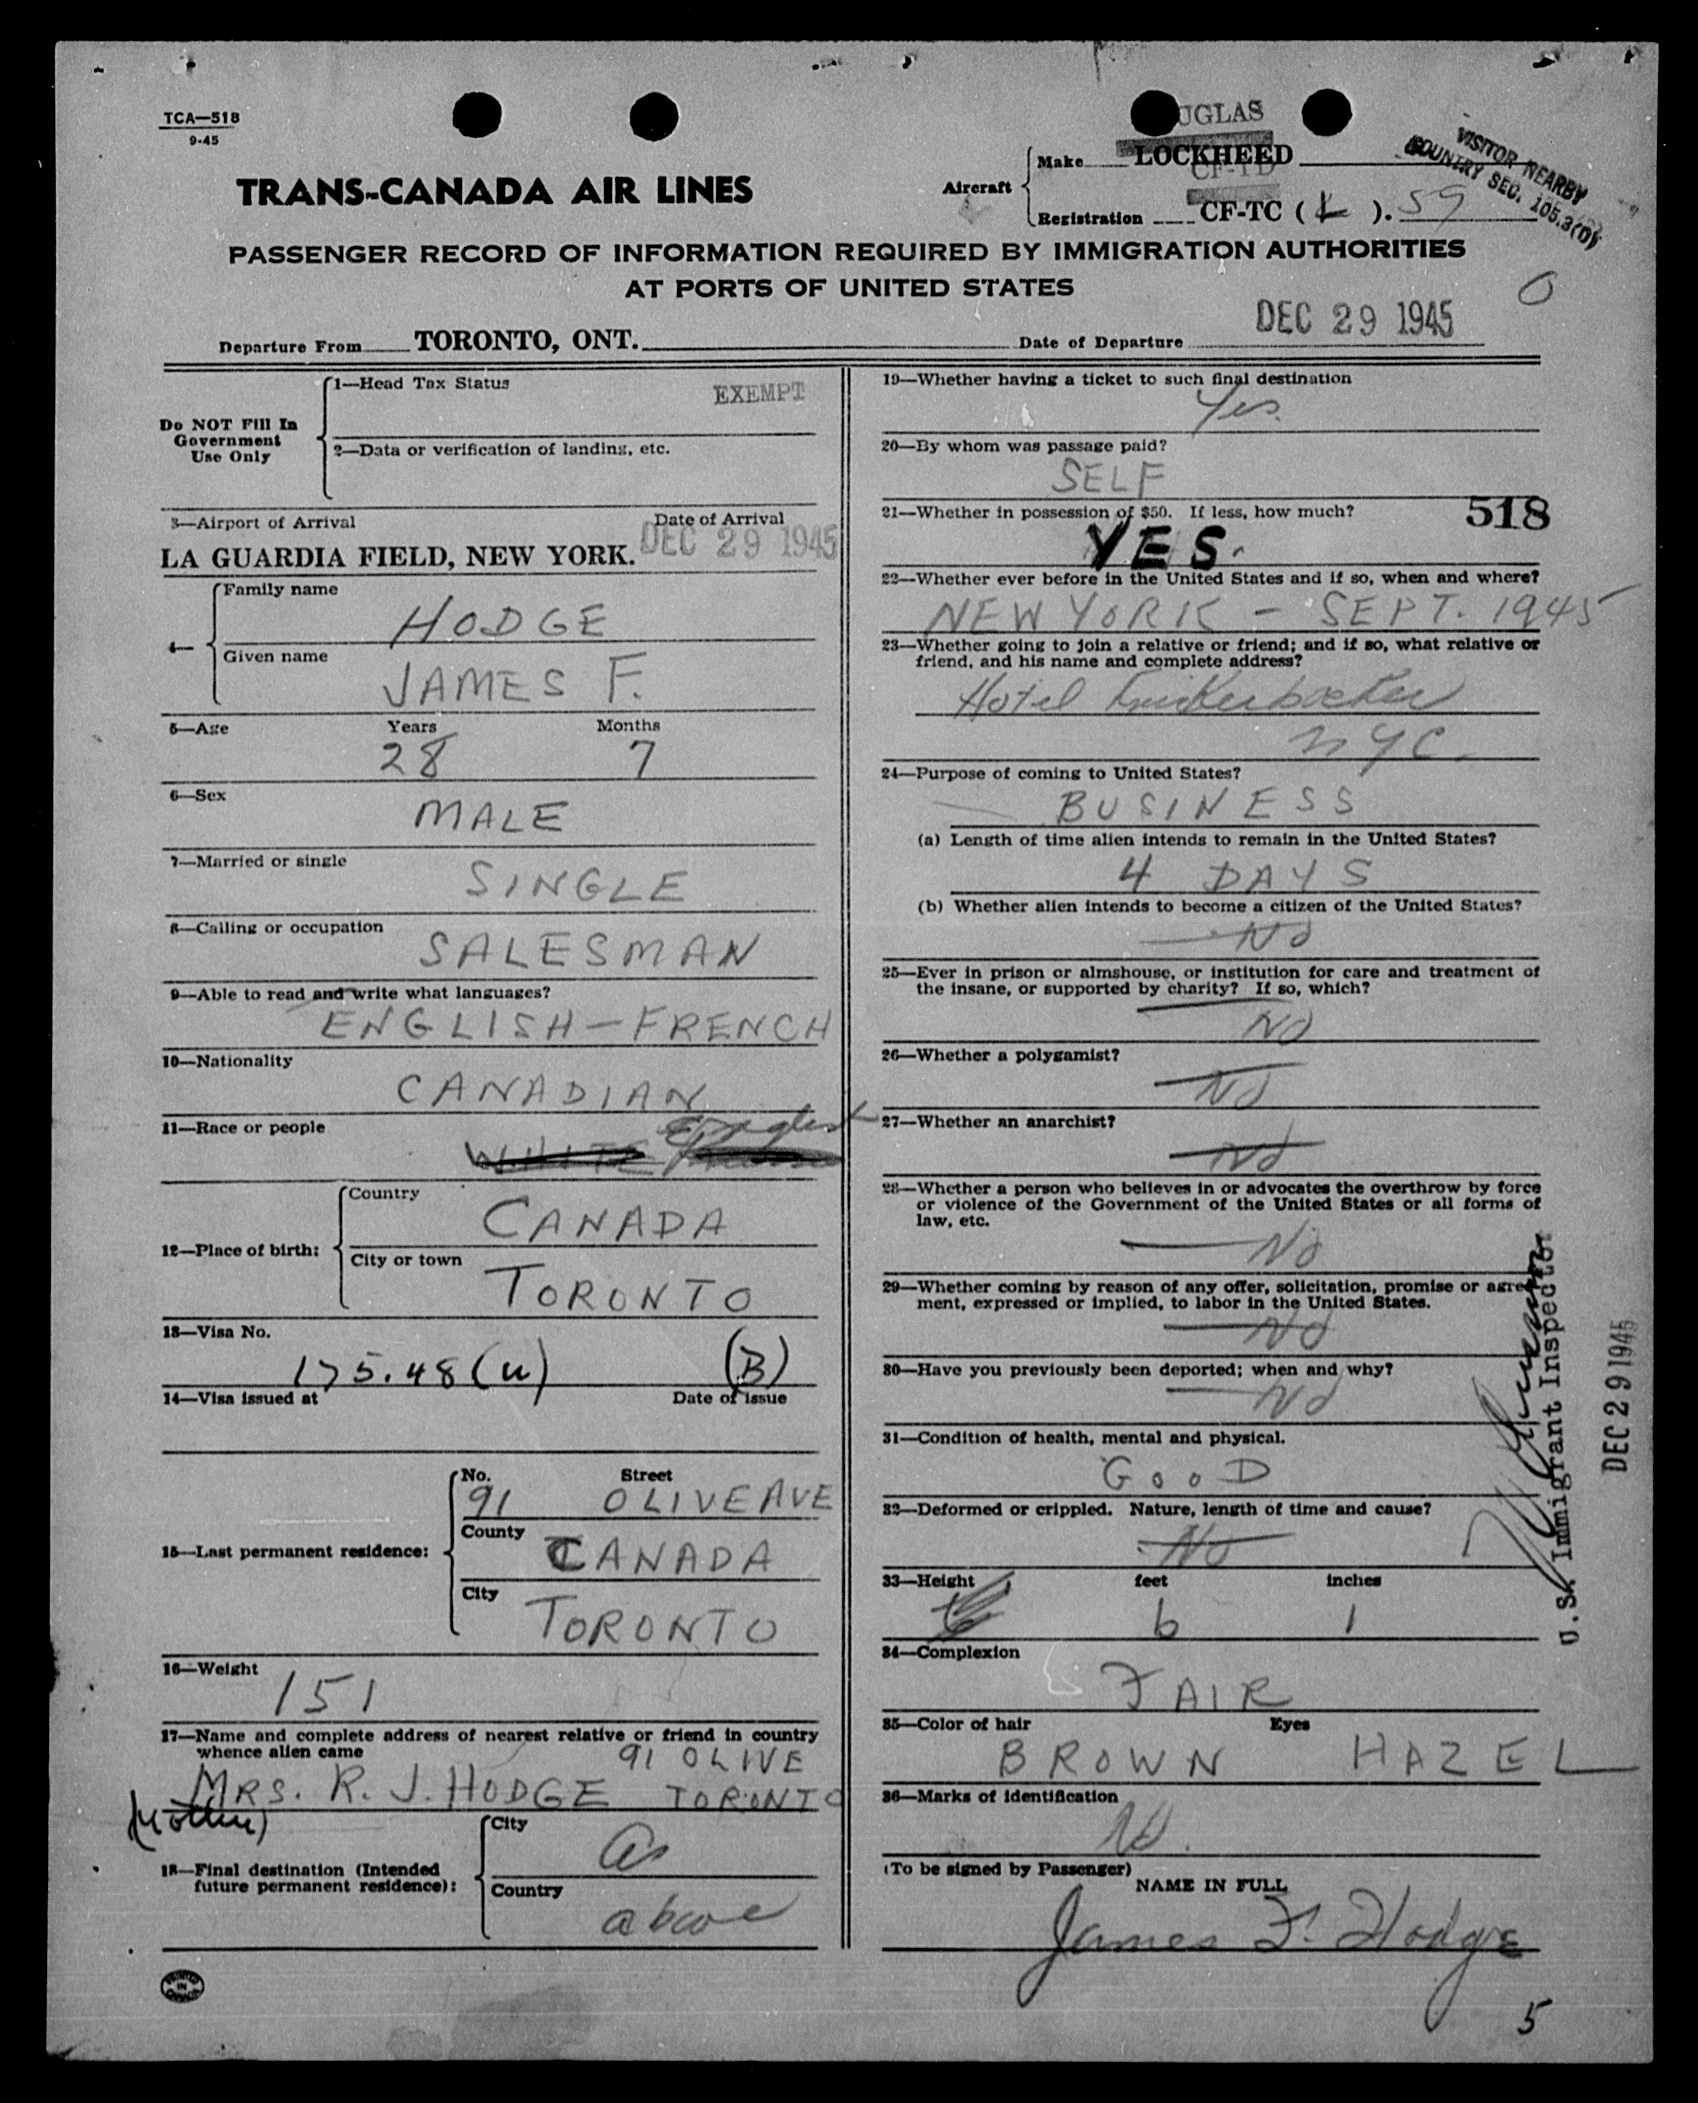 TCA—518
9-45
UGLAS
TRANS-CANADA AIR LINES
Aircraft
Make LOCKHEED
CF-TD
Registration CF-TC ( L ). 59
VISITOR NEARBY
COUNTRY SEC. 105.3(D)
PASSENGER RECORD OF INFORMATION REQUIRED BY IMMIGRATION AUTHORITIES
AT PORTS OF UNITED STATES
Departure From TORONTO, ONT. Date of Departure DEC 29 1945
Do NOT Fill In
Government
Use Only
1—Head Tax Status EXEMPT
2—Data or verification of landing, etc.
3—Airport of Arrival Date of Arrival
LA GUARDIA FIELD, NEW YORK. DEC 29 1945
4—
Family name
HODGE
Given name
JAMES F.
5—Age Years Months
28 7
6—Sex
MALE
7—Married or single
SINGLE
8—Calling or occupation
SALESMAN
9—Able to read and write what languages?
ENGLISH — FRENCH
10—Nationality
CANADIAN
11—Race or people
English
WHITE
12—Place of birth:
Country
CANADA
City or town
TORONTO
13—Visa No.
175.48(u) (B)
14—Visa issued at Date of issue
15—Last permanent residence:
No. Street
91 OLIVE AVE
County
CANADA
City
TORONTO
16—Weight
151
17—Name and complete address of nearest relative or friend in country
whence alien came
91 OLIVE
MRS. R. J. HODGE TORONTO
(Mother)
18—Final destination (Intended
future permanent residence):
City
as
Country
above
PRINTED
IN
CANADA
19—Whether having a ticket to such final destination
Yes.
20—By whom was passage paid?
SELF
21—Whether in possession of $50. If less, how much? 518
YES.
22—Whether ever before in the United States and if so, when and where?
NEW YORK — SEPT. 1945
23—Whether going to join a relative or friend; and if so, what relative or
friend, and his name and complete address?
Hotel Knickerbocker
NYC.
24—Purpose of coming to United States?
BUSINESS
(a) Length of time alien intends to remain in the United States?
4 DAYS
(b) Whether alien intends to become a citizen of the United States?
No
25—Ever in prison or almshouse, or institution for care and treatment of
the insane, or supported by charity? If so, which?
No
26—Whether a polygamist?
No
27—Whether an anarchist?
No
28—Whether a person who believes in or advocates the overthrow by force
or violence of the Government of the United States or all forms of
law, etc.
No
29—Whether coming by reason of any offer, solicitation, promise or agree-
ment, expressed or implied, to labor in the United States.
No
30—Have you previously been deported; when and why?
No
31—Condition of health, mental and physical.
GOOD
32—Deformed or crippled. Nature, length of time and cause?
No
33—Height feet inches
6 1
34—Complexion
FAIR
35—Color of hair Eyes
BROWN HAZEL
36—Marks of identification
No.
(To be signed by Passenger)
NAME IN FULL
James F. Hodge
5
U.S. Immigrant Inspector
DEC 29 1945